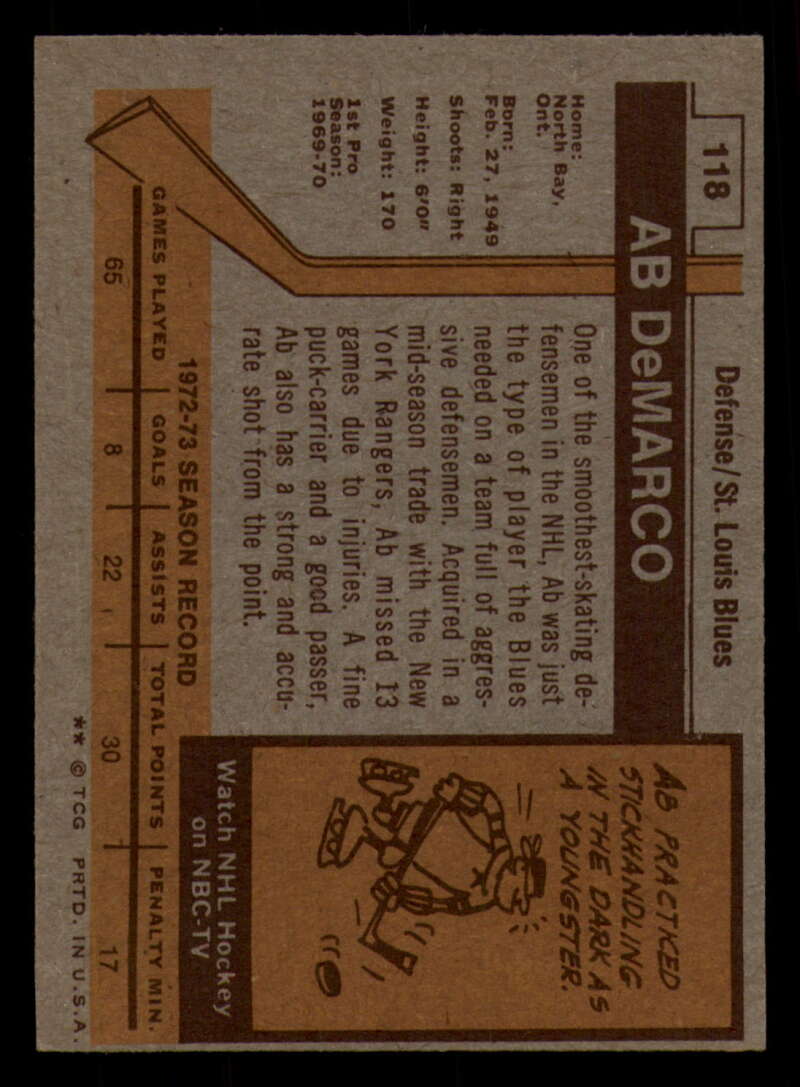 118
Defense/St. Louis Blues
AB DeMARCO
Home:
North Bay,
Ont.
Born:
Feb. 27, 1949
Shoots: Right
Height: 6'0"
Weight: 170
1st Pro
Season:
1969-70
One of the smoothest-skating de-
fensemen in the NHL, Ab was just
the type of player the Blues
needed on a team full of aggres-
sive defensemen. Acquired in a
mid-season trade with the New
York Rangers, Ab missed 13
games due to injuries. A fine
puck-carrier and a good passer,
Ab also has a strong and accu-
rate shot from the point.
AB PRACTICED
STICKHANDLING
IN THE DARK AS
A YOUNGSTER.
Watch NHL Hockey
on NBC-TV
1972-73 SEASON RECORD
GAMES PLAYED GOALS ASSISTS TOTAL POINTS PENALTY MIN.
65 8 22 30 17
** © TCG PRTD. IN U.S.A.